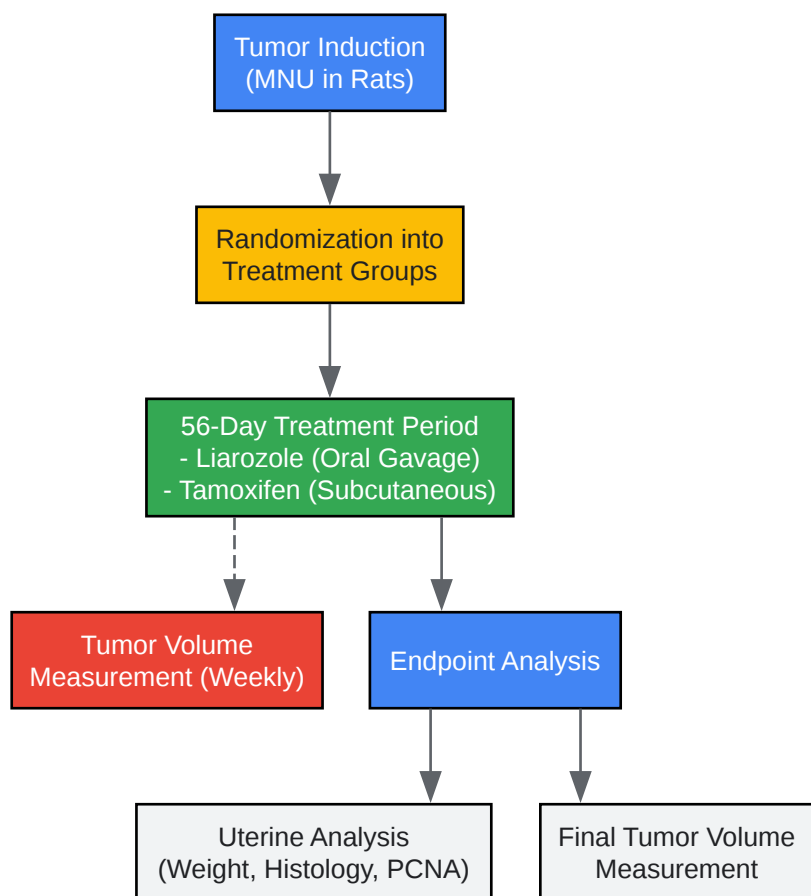 Tumor Induction
(MNU in Rats)
Randomization into
Treatment Groups
56-Day Treatment Period
- Liarozole (Oral Gavage)
- Tamoxifen (Subcutaneous)
Tumor Volume
Measurement (Weekly)
Endpoint Analysis
Uterine Analysis
(Weight, Histology, PCNA)
Final Tumor Volume
Measurement